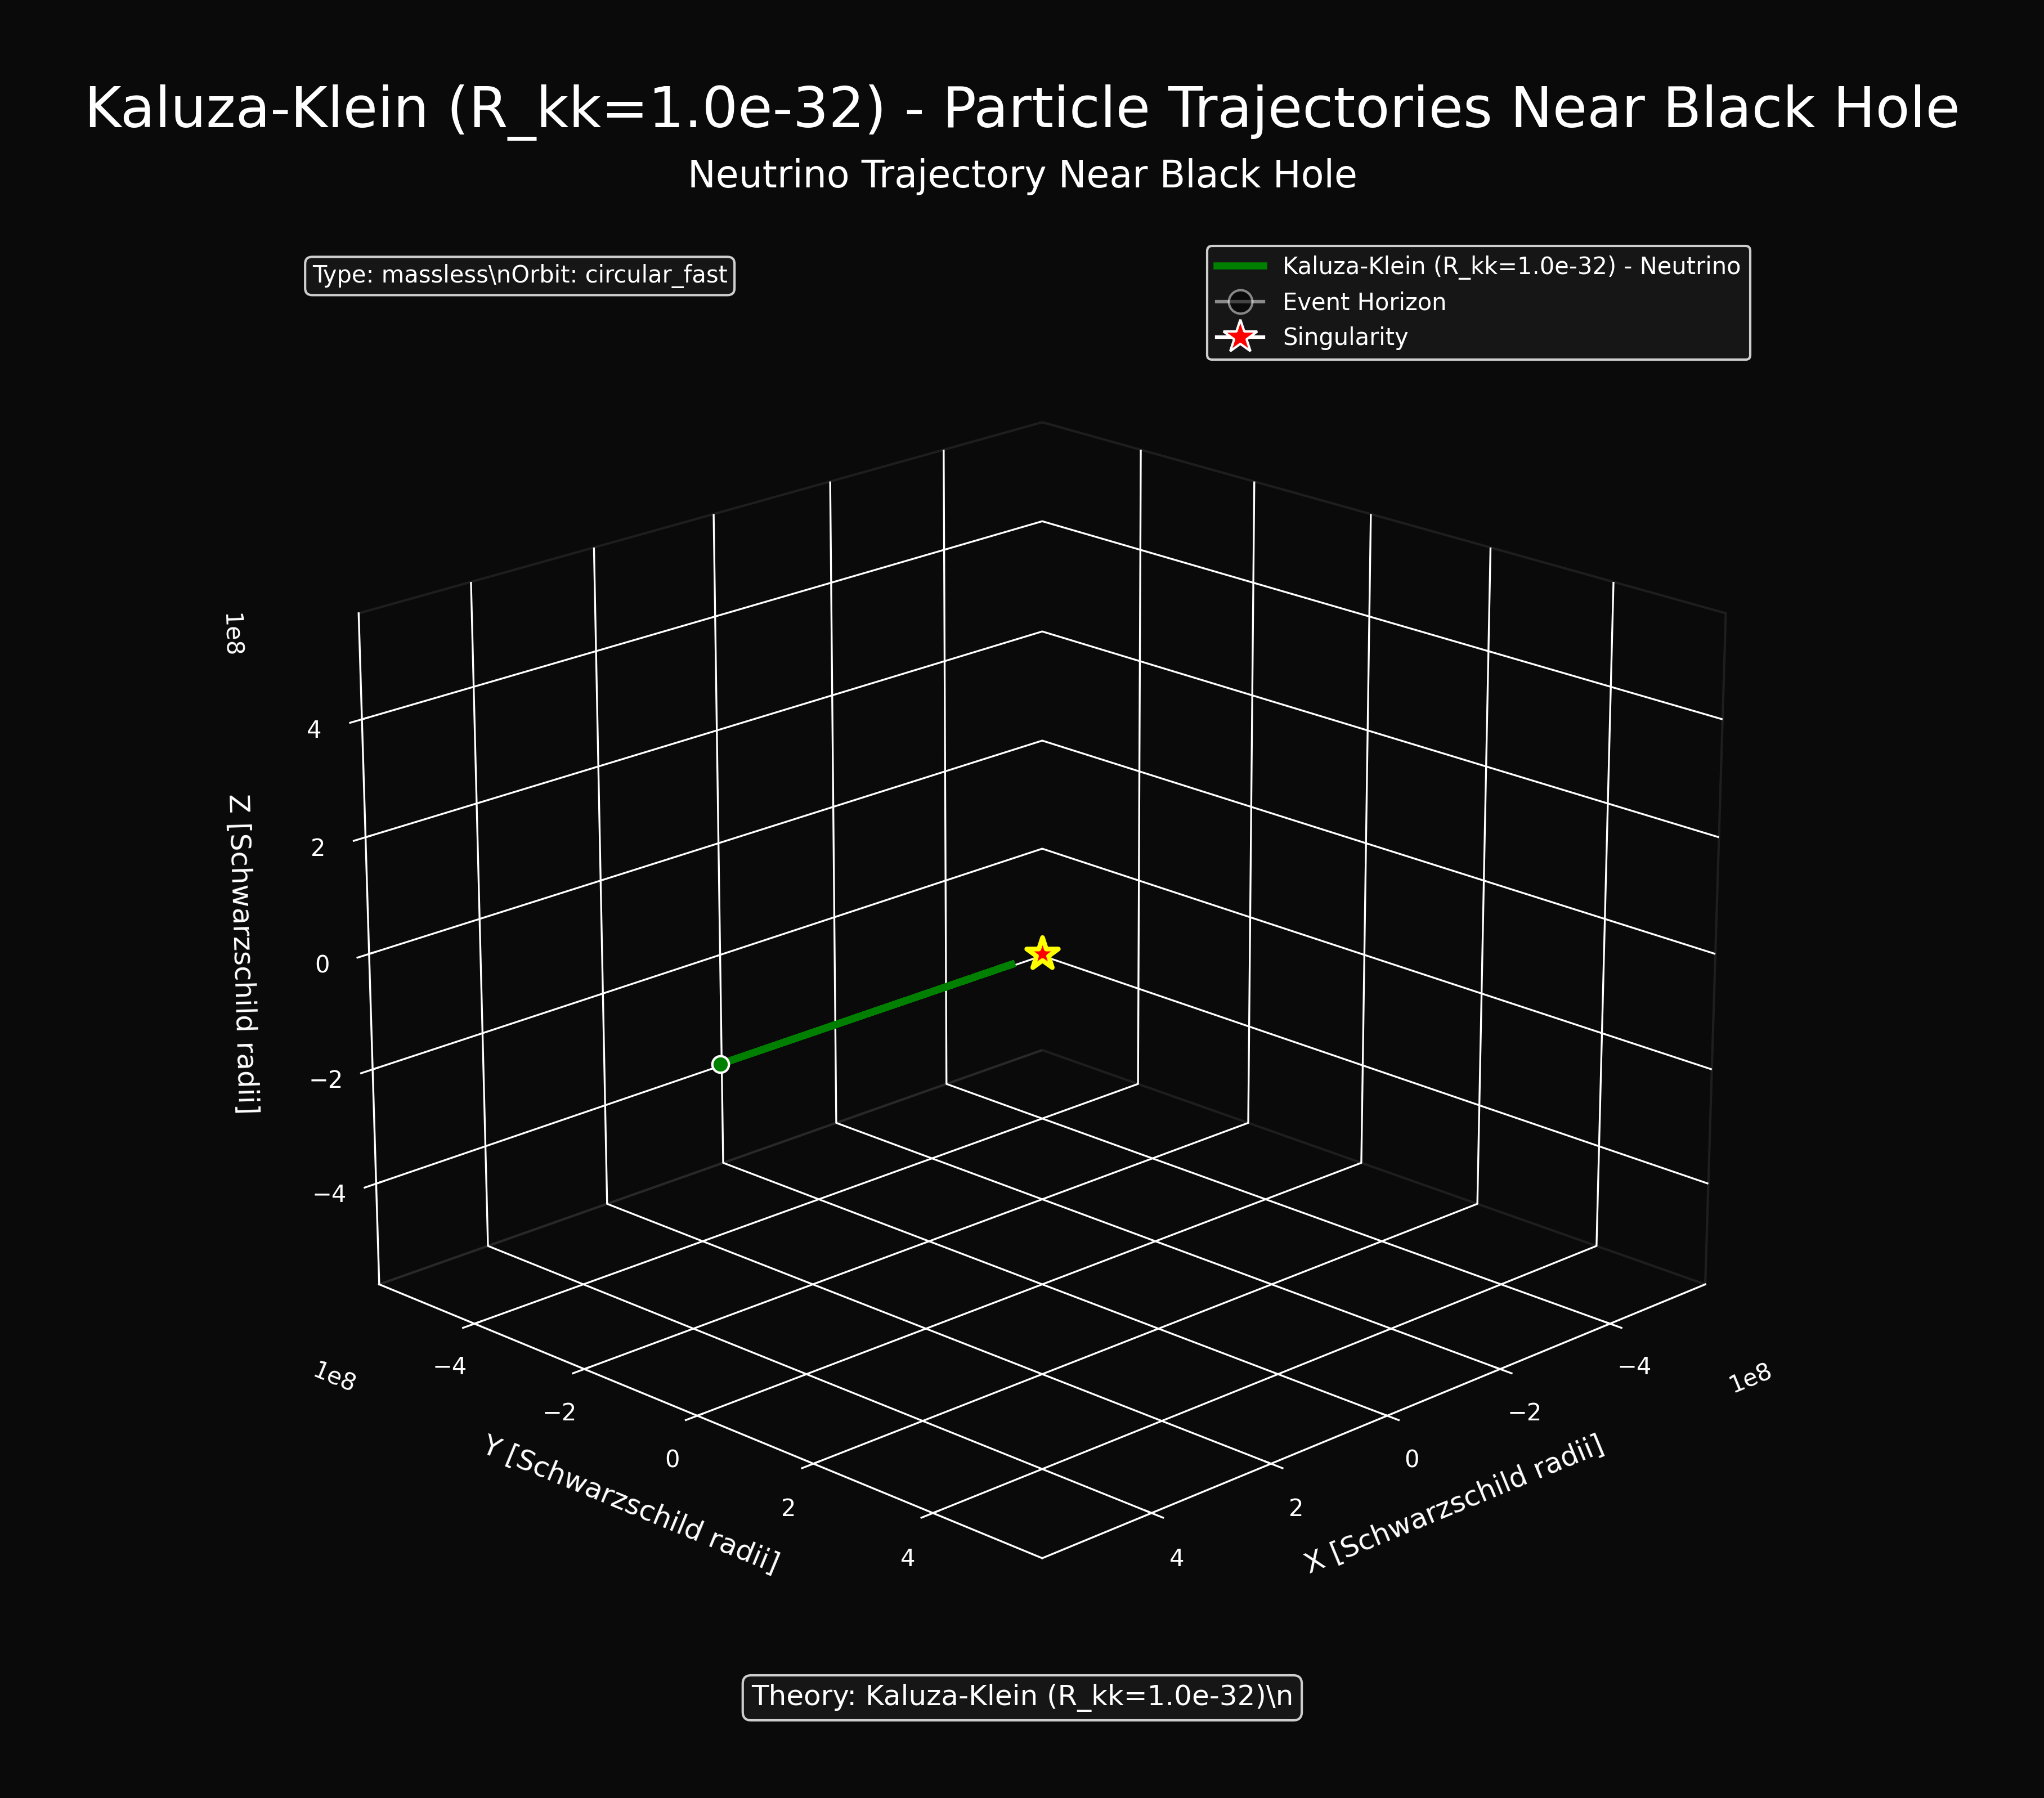 Kaluza-Klein (R_kk=1.0e-32) - Particle Trajectories Near Black Hole
Neutrino Trajectory Near Black Hole
Type: massless\nOrbit: circular_fast
Kaluza-Klein (R_kk=1.0e-32) - Neutrino
Event Horizon
Singularity
1e8
4
2
0
−2
−4
Z [Schwarzschild radii]
1e8
−4
−2
0
2
4
Y [Schwarzschild radii]
4
2
0
−2
−4
1e8
X [Schwarzschild radii]
Theory: Kaluza-Klein (R_kk=1.0e-32)\n